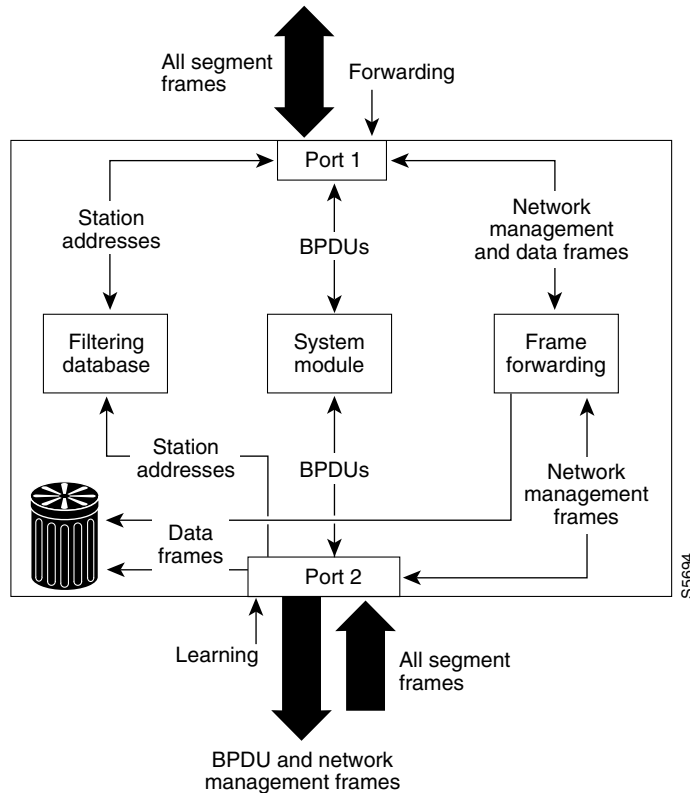 All segment
frames
Forwarding
Port 1
Station
addresses
BPDUs
Network
management
and data frames
Filtering
database
System
module
Frame
forwarding
Station
addresses
BPDUs
Network
management
frames
Data
frames
Port 2
S5694
Learning
All segment
frames
BPDU and network
management frames